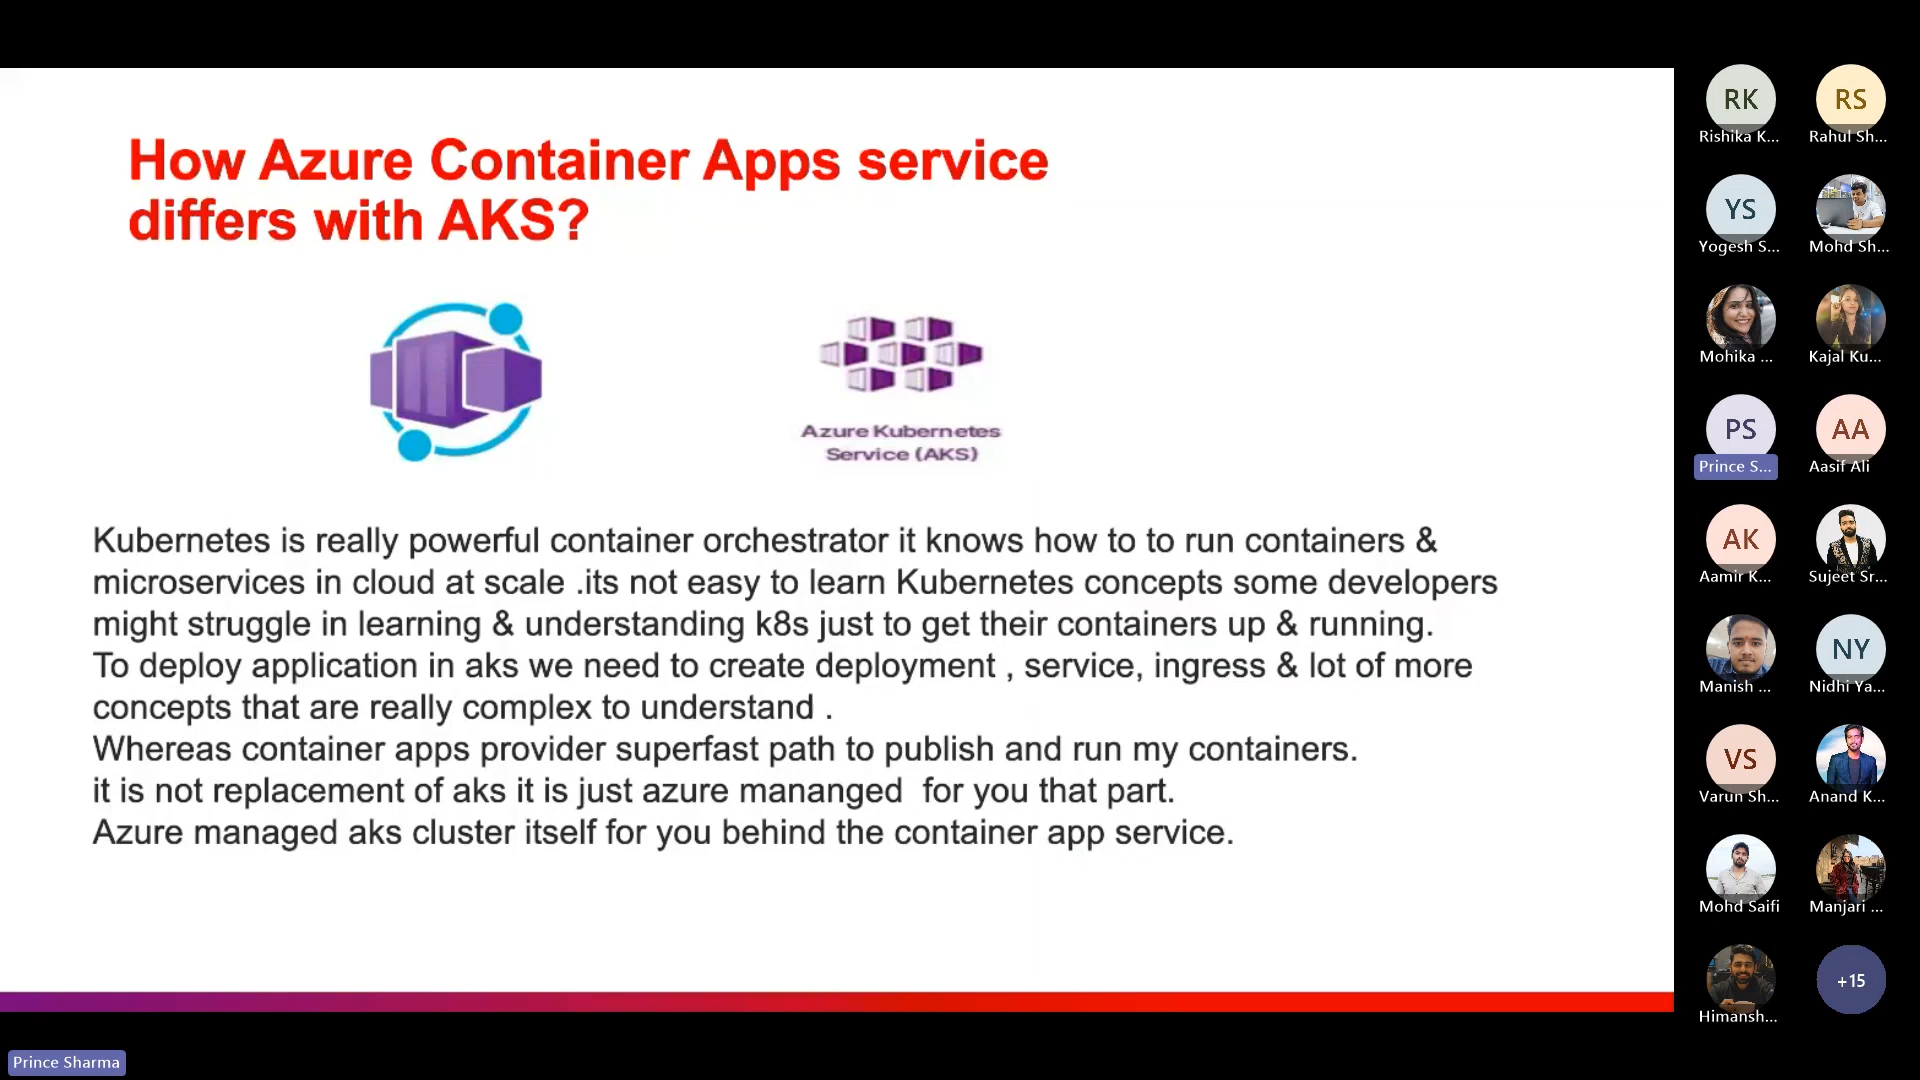 How Azure Container Apps service
differs with AKS?
Azure Kubernetes
Service (AKS)
Kubernetes is really powerful container orchestrator it knows how to to run containers &
microservices in cloud at scale .its not easy to learn Kubernetes concepts some developers
might struggle in learning & understanding k8s just to get their containers up & running.
To deploy application in aks we need to create deployment , service, ingress & lot of more
concepts that are really complex to understand .
Whereas container apps provider superfast path to publish and run my containers.
it is not replacement of aks it is just azure mananged  for you that part.
Azure managed aks cluster itself for you behind the container app service.
Prince Sharma
RK
Rishika K...
RS
Rahul Sh...
YS
Yogesh S...
Mohd Sh...
Mohika ...
Kajal Ku...
PS
Prince S...
AA
Aasif Ali
AK
Aamir K...
Sujeet Sr...
Manish ...
NY
Nidhi Ya...
VS
Varun Sh...
Anand K...
Mohd Saifi
Manjari ...
Himansh...
+15